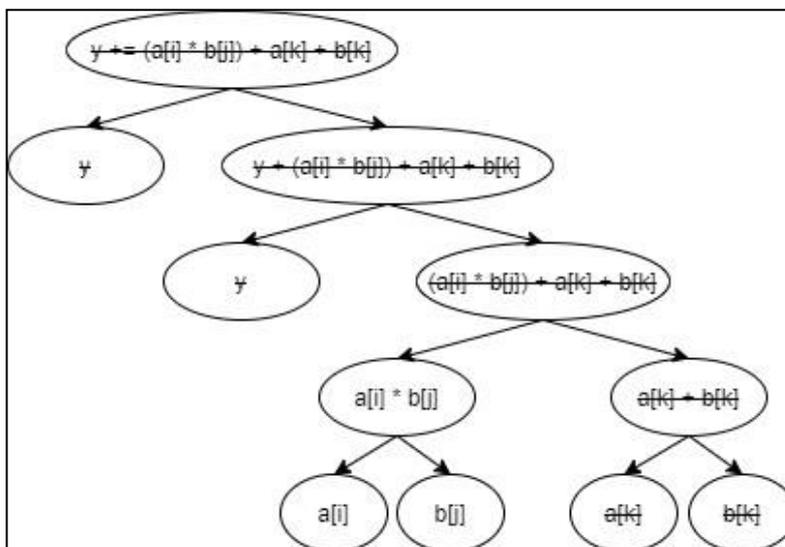 y += (a[i] * b[j]) + a[k] + b[k]
y
y + (a[i] * b[j]) + a[k] + b[k]
y
(a[i] * b[j]) + a[k] + b[k]
a[i] * b[j]
a[k] + b[k]
a[i]
b[j]
a[k]
b[k]